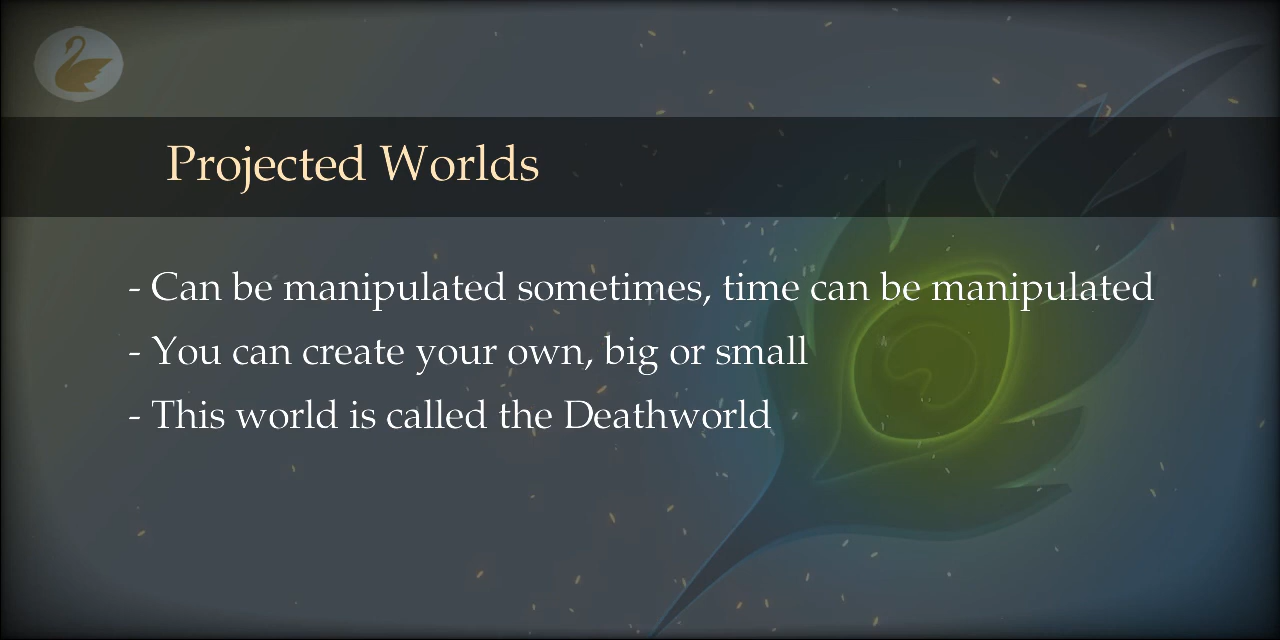 Projected Worlds
- Can be manipulated sometimes, time can be manipulated
- You can create your own, big or small
- This world is called the Deathworld